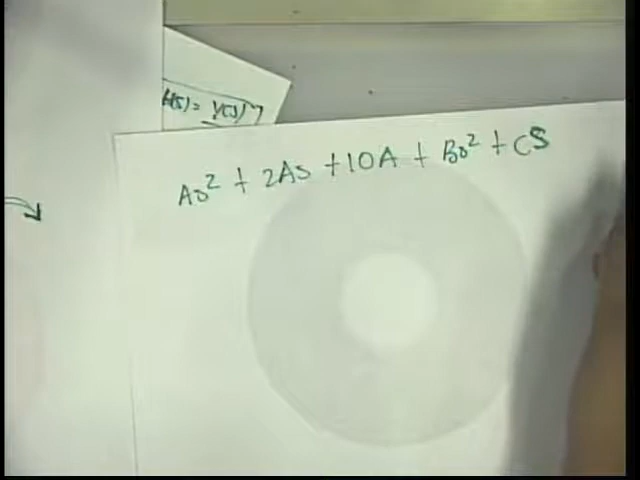 H(s) = Y(s)
As² + 2As + 10A + Bs² + Cs